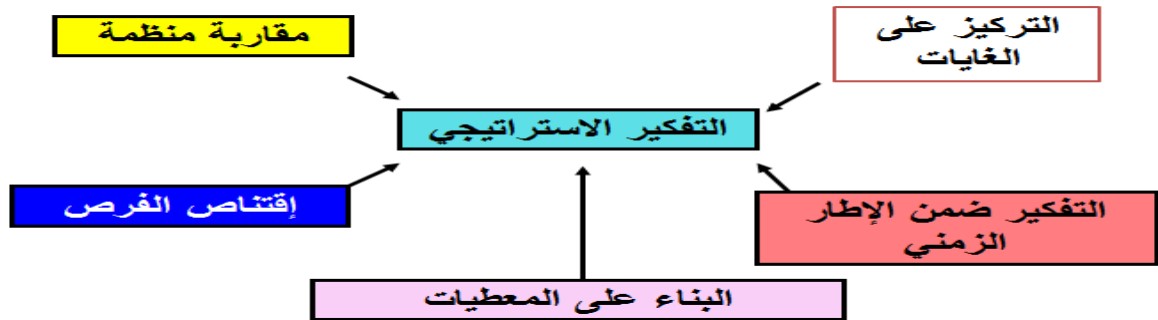 التركيز على
الغايات
مقاربة منظمة
التفكير الاستراتيجي
التفكير ضمن الإطار
الزمني
إقتناص الفرص
البناء على المعطيات